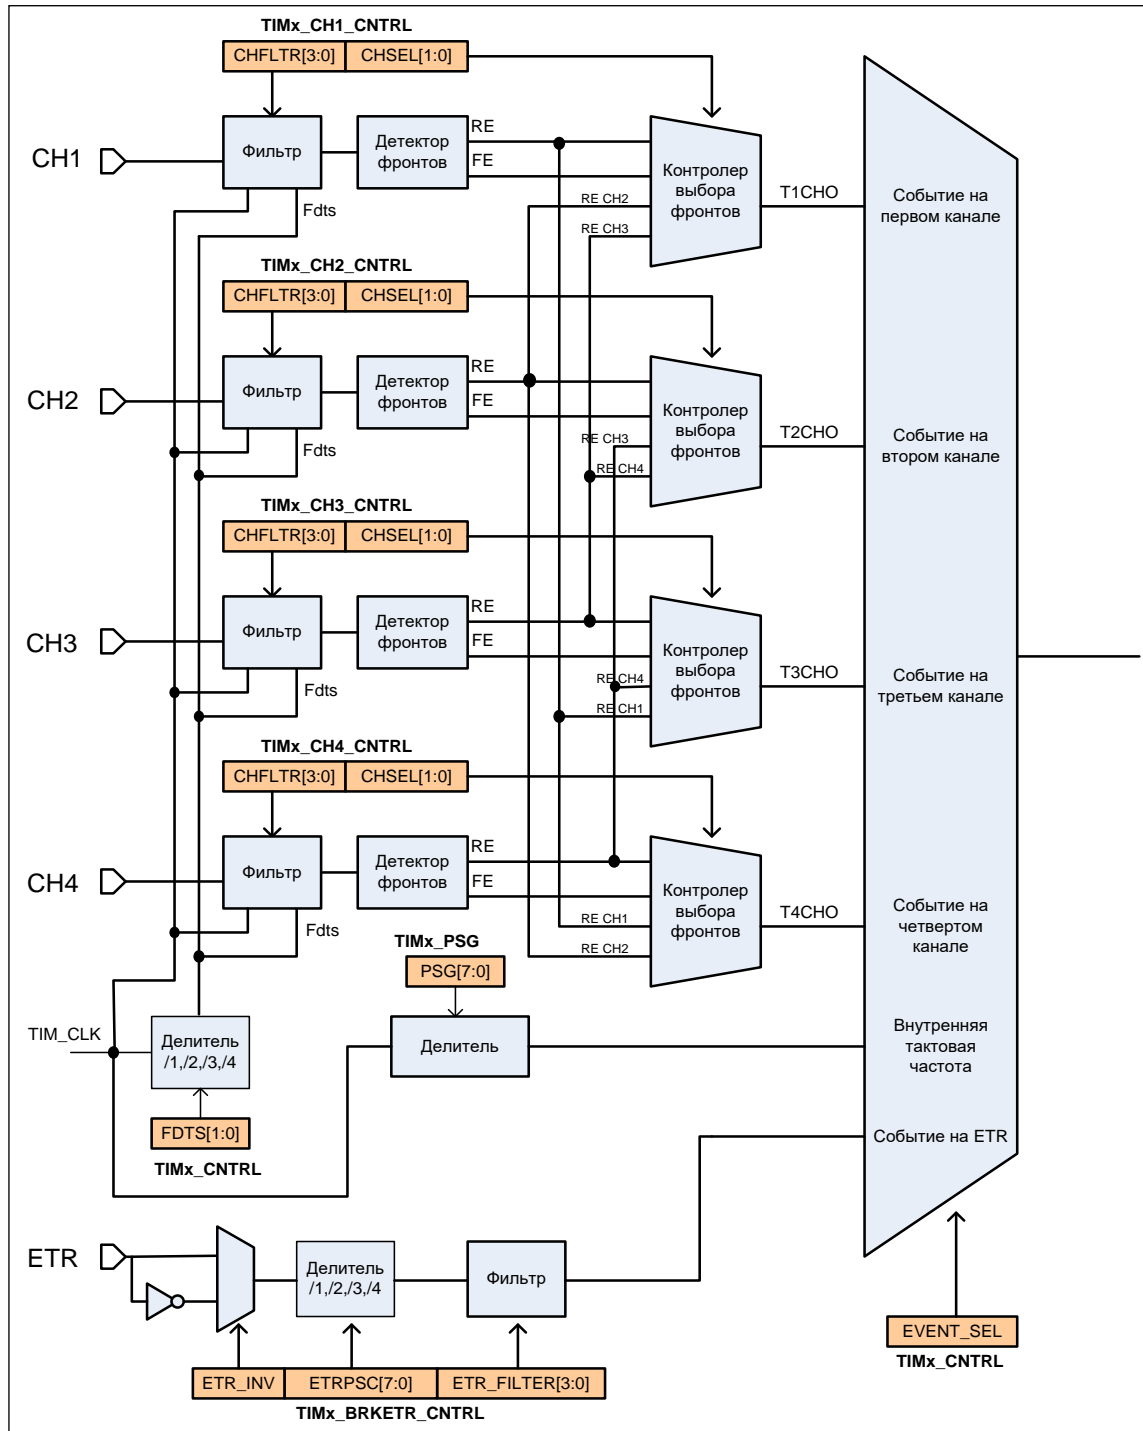 TIMx_CH1_CNTRL
CHFLTR[3:0] CHSEL[1:0]
CH1
Фильтр
Детектор
фронтов
RE
FE
RE CH2
RE CH3
Контролер
выбора
фронтов
T1CHO
Событие на
первом канале
Fdts
TIMx_CH2_CNTRL
CHFLTR[3:0] CHSEL[1:0]
CH2
Фильтр
Детектор
фронтов
RE
FE
RE CH3
RE CH4
Контролер
выбора
фронтов
T2CHO
Событие на
втором канале
Fdts
TIMx_CH3_CNTRL
CHFLTR[3:0] CHSEL[1:0]
CH3
Фильтр
Детектор
фронтов
RE
FE
RE CH4
RE CH1
Контролер
выбора
фронтов
T3CHO
Событие на
третьем канале
Fdts
TIMx_CH4_CNTRL
CHFLTR[3:0] CHSEL[1:0]
CH4
Фильтр
Детектор
фронтов
RE
FE
RE CH1
RE CH2
Контролер
выбора
фронтов
T4CHO
Событие на
четвертом
канале
Fdts
TIMx_PSG
PSG[7:0]
TIM_CLK
Делитель
/1,/2,/3,/4
Делитель
Внутренняя
тактовая
частота
FDTS[1:0]
TIMx_CNTRL
Событие на ETR
ETR
Делитель
/1,/2,/3,/4
Фильтр
ETR_INV ETRPSC[7:0] ETR_FILTER[3:0]
TIMx_BRKETR_CNTRL
EVENT_SEL
TIMx_CNTRL